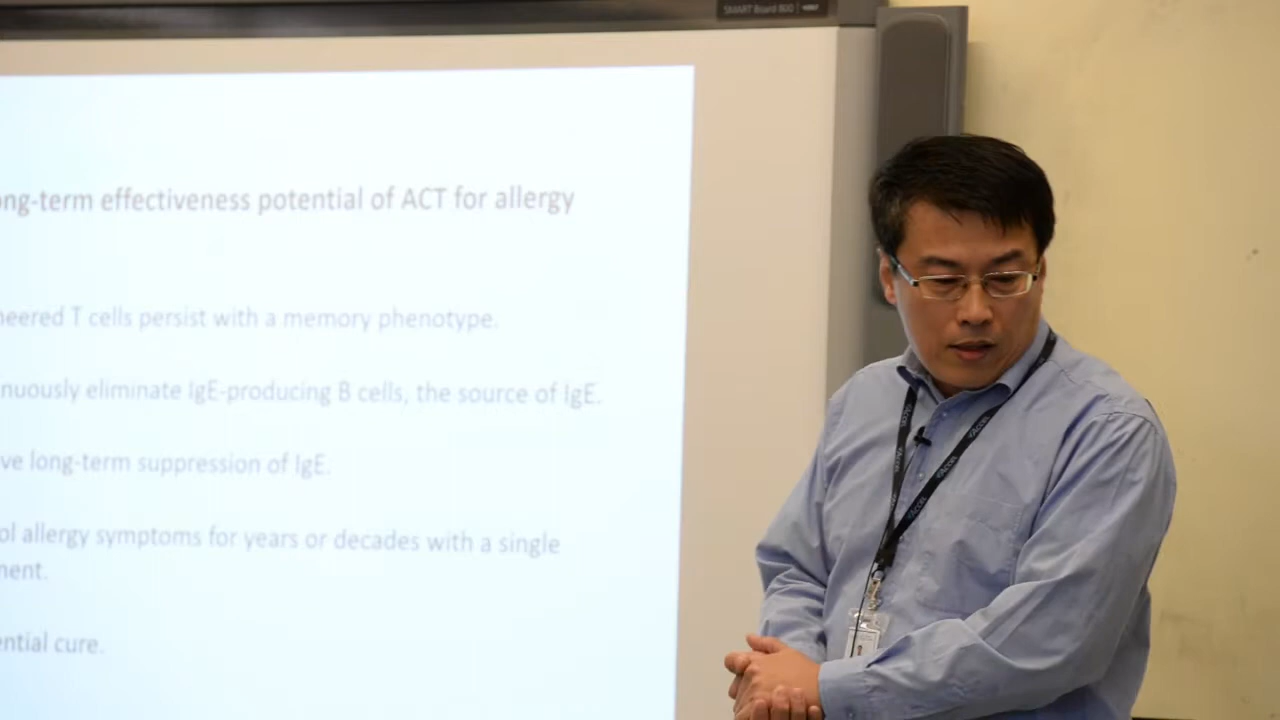 SMART Board 800
ong-term effectiveness potential of ACT for allergy
neered T cells persist with a memory phenotype.
nuously eliminate IgE-producing B cells, the source of IgE.
ve long-term suppression of IgE.
ol allergy symptoms for years or decades with a single
nent.
ential cure.